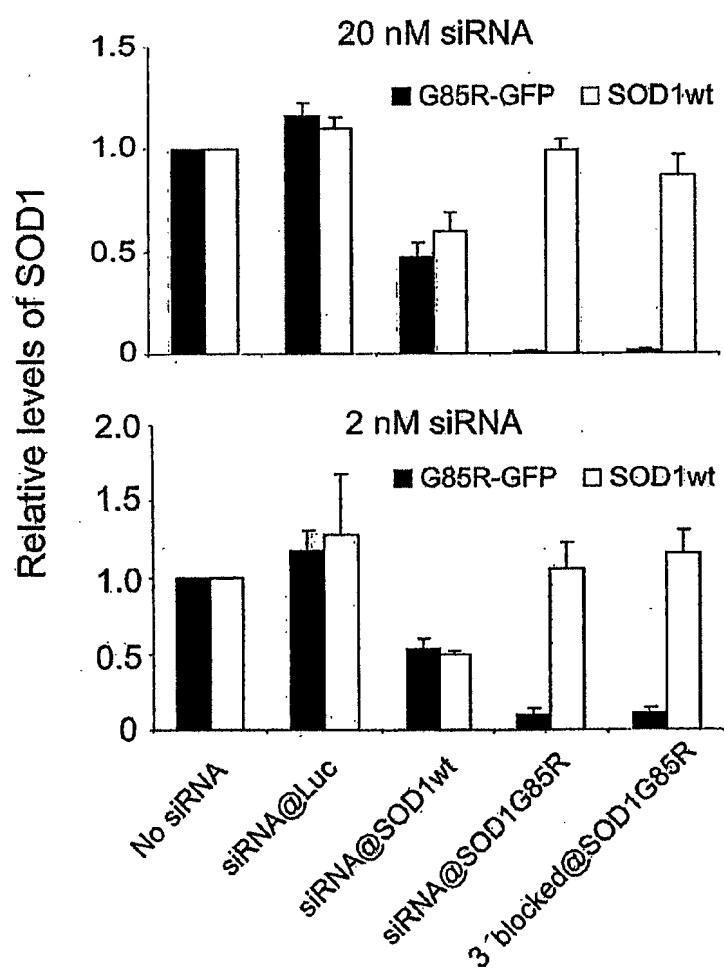 20 nM siRNA
G85R-GFP SOD1wt
1.5
1.0
0.5
0
Relative levels of SOD1
2 nM siRNA
G85R-GFP SOD1wt
2.0
1.5
1.0
0.5
0
No siRNA
siRNA@Luc
siRNA@SOD1wt
siRNA@SOD1G85R
3´blocked@SOD1G85R